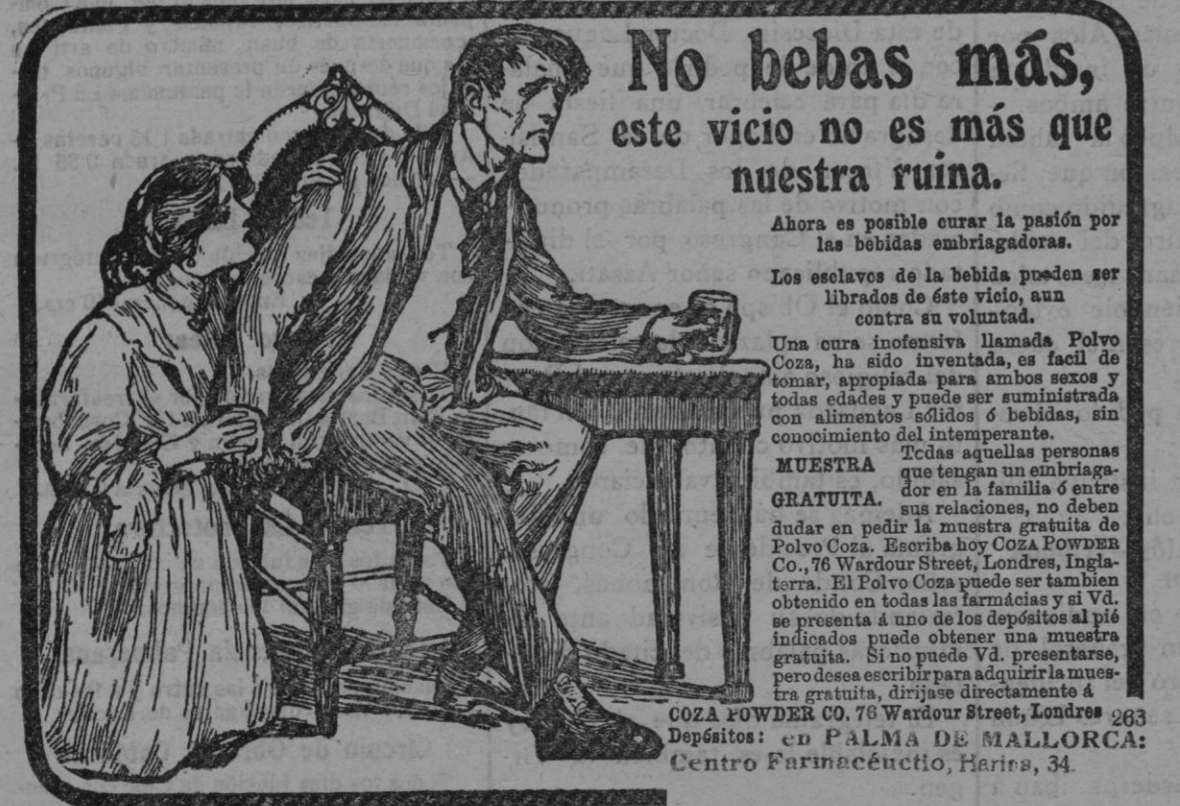 No bebas más,
este vicio no es más que
nuestra ruina.
Ahora es posible curar la pasión por
las bebidas embriagadoras.
Los esclavos de la bebida pueden ser
librados de éste vicio, aun
contra su voluntad.
Una cura inofensiva llamada Polvo
Coza, ha sido inventada, es facil de
tomar, apropiada para ambos sexos y
todas edades y puede ser suministrada
con alimentos sólidos ó bebidas, sin
conocimiento del intemperante.
MUESTRA
GRATUITA.
Todas aquellas personas
que tengan un embriaga-
dor en la familia ó entre
sus relaciones, no deben
dudar en pedir la muestra gratuita de
Polvo Coza. Escriba hoy COZA POWDER
Co., 76 Wardour Street, Londres, Ingla-
terra. El Polvo Coza puede ser tambien
obtenido en todas las farmácias y si Vd.
se presenta á uno de los depósitos al pié
indicados puede obtener una muestra
gratuita. Si no puede Vd. presentarse,
pero desea escribir para adquirir la mues-
tra gratuita, dirijase directamente á
COZA POWDER CO. 76 Wardour Street, Londres 263
Depósitos: en PALMA DE MALLORCA:
Centro Farmacéuctio, Harina, 34.